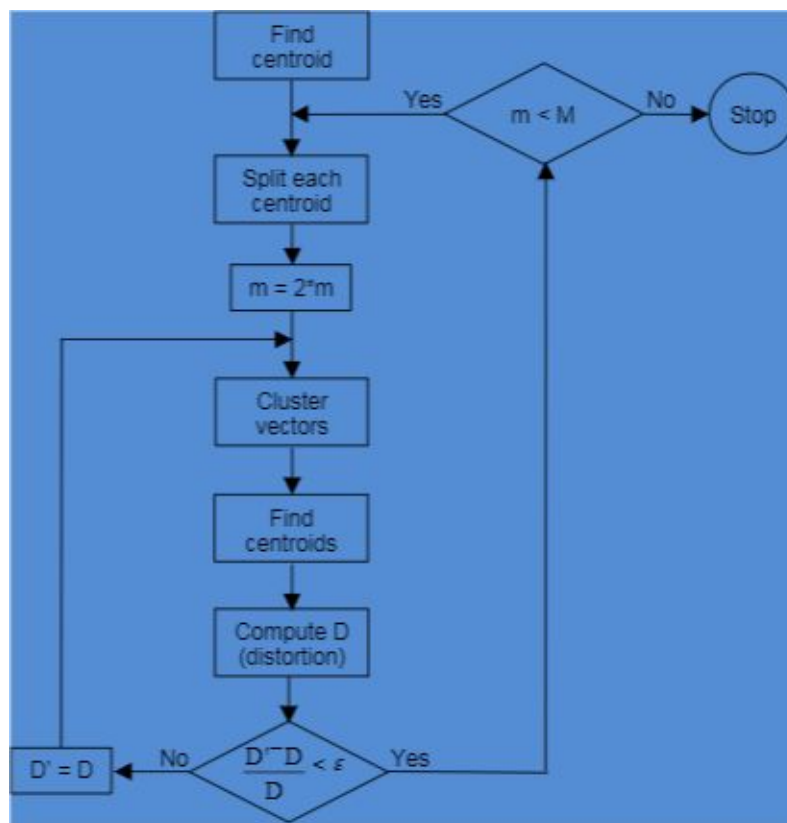 Find
centroid
Yes
m < M
No
Stop
Split each
centroid
m = 2*m
Cluster
vectors
Find
centroids
Compute D
(distortion)
D' = D
No
D'-D
D
< ε
Yes